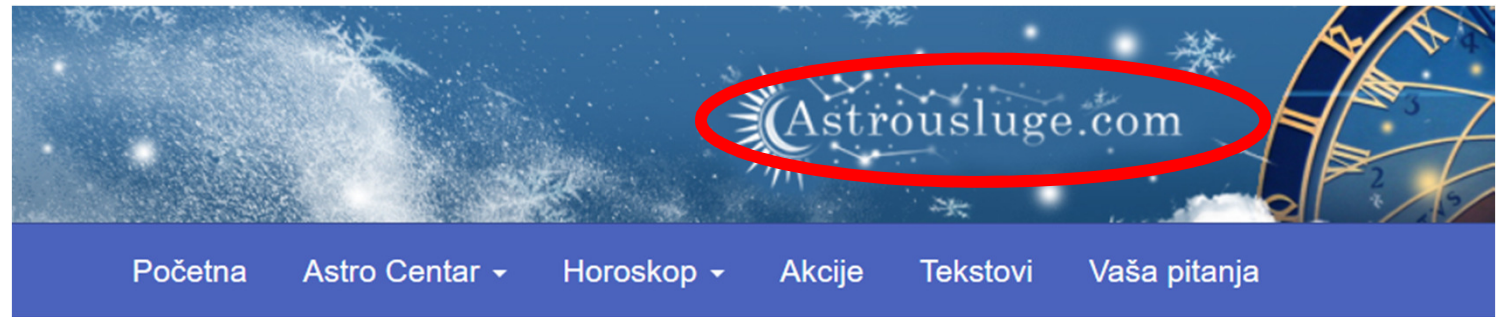 Astrousluge.com
Početna Astro Centar Horoskop Akcije Tekstovi Vaša pitanja